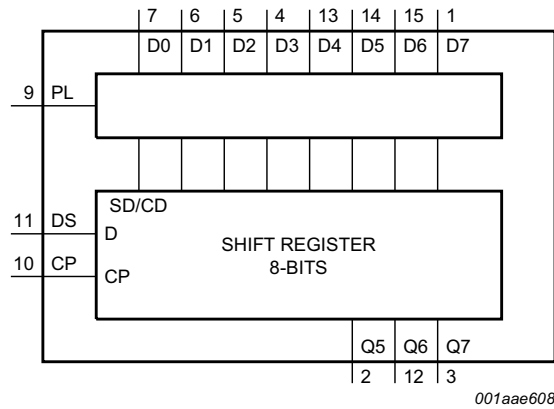 7 6 5 4 13 14 15 1
D0 D1 D2 D3 D4 D5 D6 D7
9 PL
SD/CD
11 DS D
SHIFT REGISTER
8-BITS
10 CP CP
Q5 Q6 Q7
2 12 3
001aae608